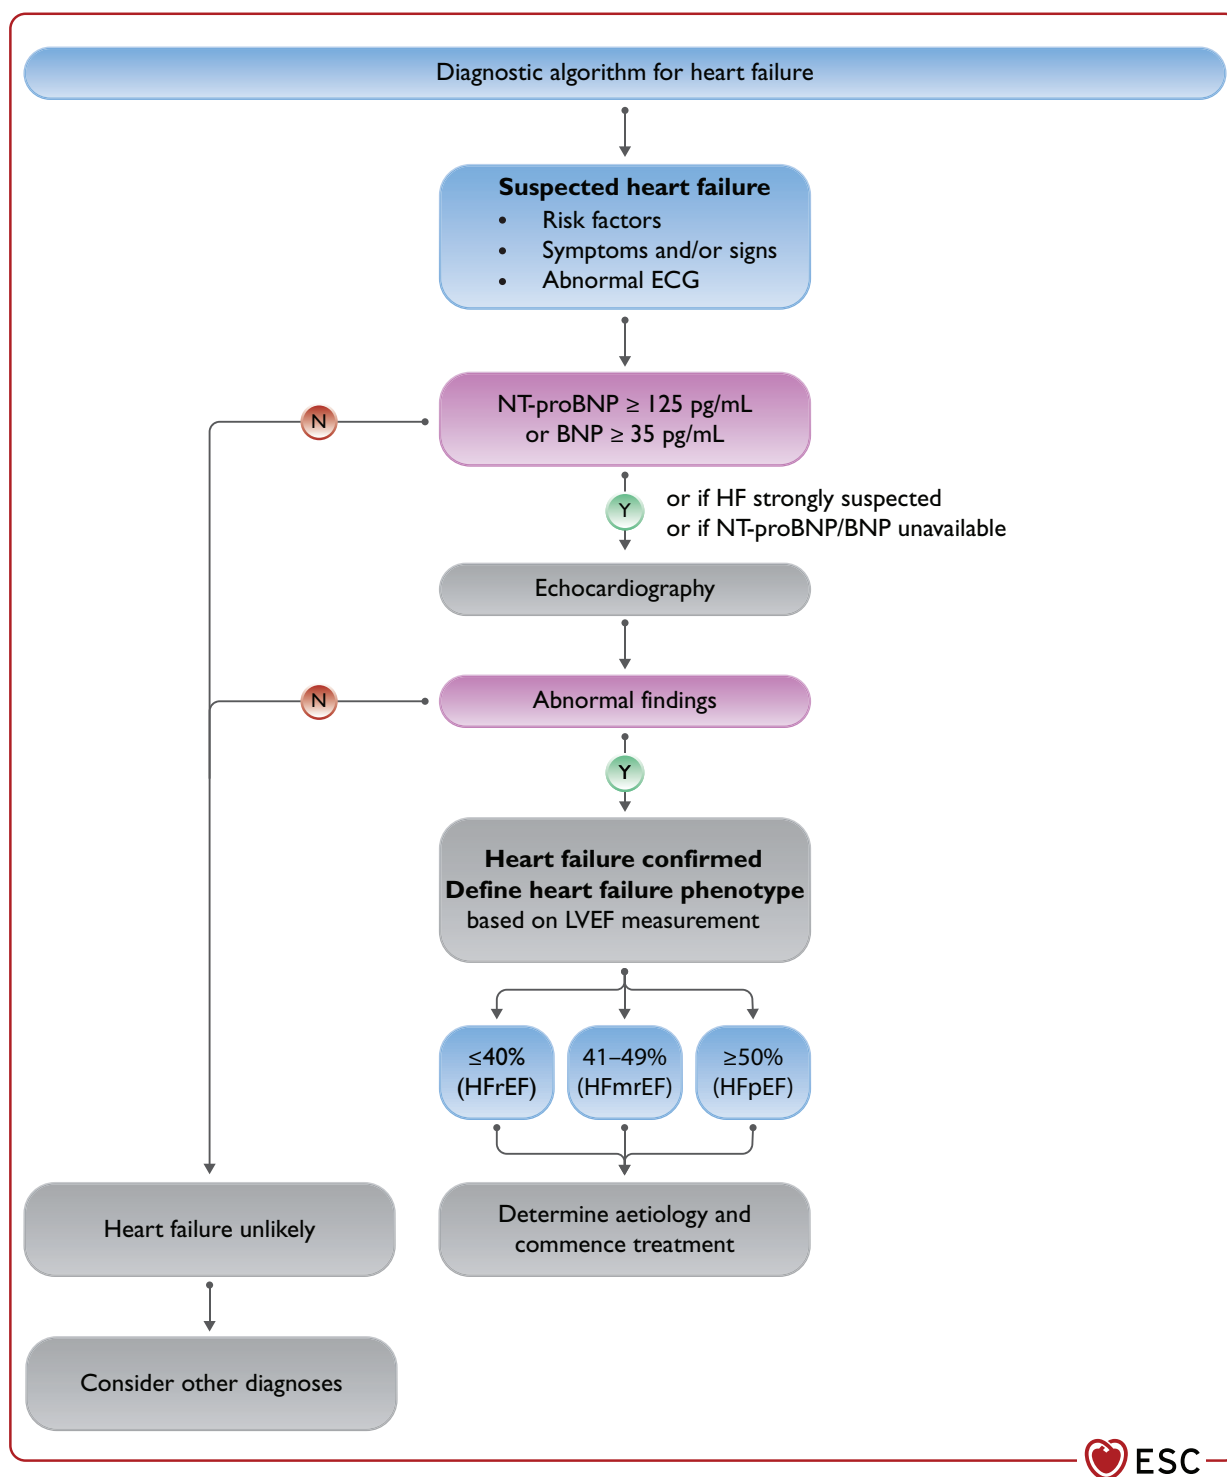 Diagnostic algorithm for heart failure
Suspected heart failure
• Risk factors
• Symptoms and/or signs
• Abnormal ECG
NT-proBNP ≥ 125 pg/mL
or BNP ≥ 35 pg/mL
N
Y
or if HF strongly suspected
or if NT-proBNP/BNP unavailable
Echocardiography
Abnormal findings
N
Y
Heart failure confirmed
Define heart failure phenotype
based on LVEF measurement
≤40%
(HFrEF)
41–49%
(HFmrEF)
≥50%
(HFpEF)
Heart failure unlikely
Determine aetiology and
commence treatment
Consider other diagnoses
ESC